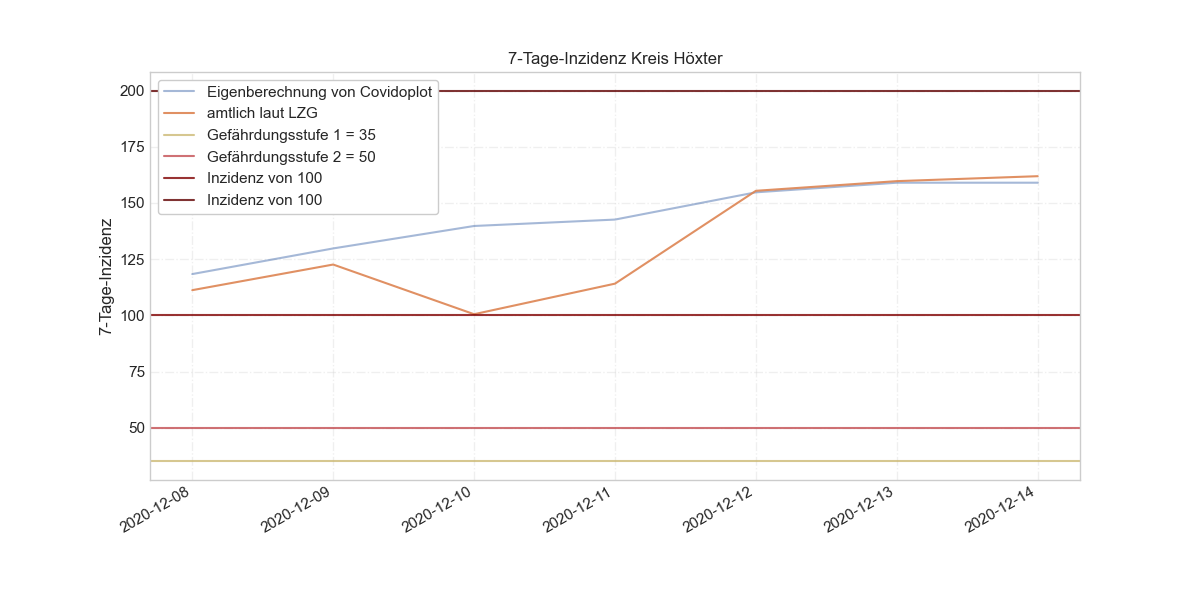 7-Tage-Inzidenz Kreis Höxter
Eigenberechnung von Covidoplot
amtlich laut LZG
Gefährdungsstufe 1 = 35
Gefährdungsstufe 2 = 50
Inzidenz von 100
Inzidenz von 100
7-Tage-Inzidenz
200
175
150
125
100
75
50
2020-12-08
2020-12-09
2020-12-10
2020-12-11
2020-12-12
2020-12-13
2020-12-14